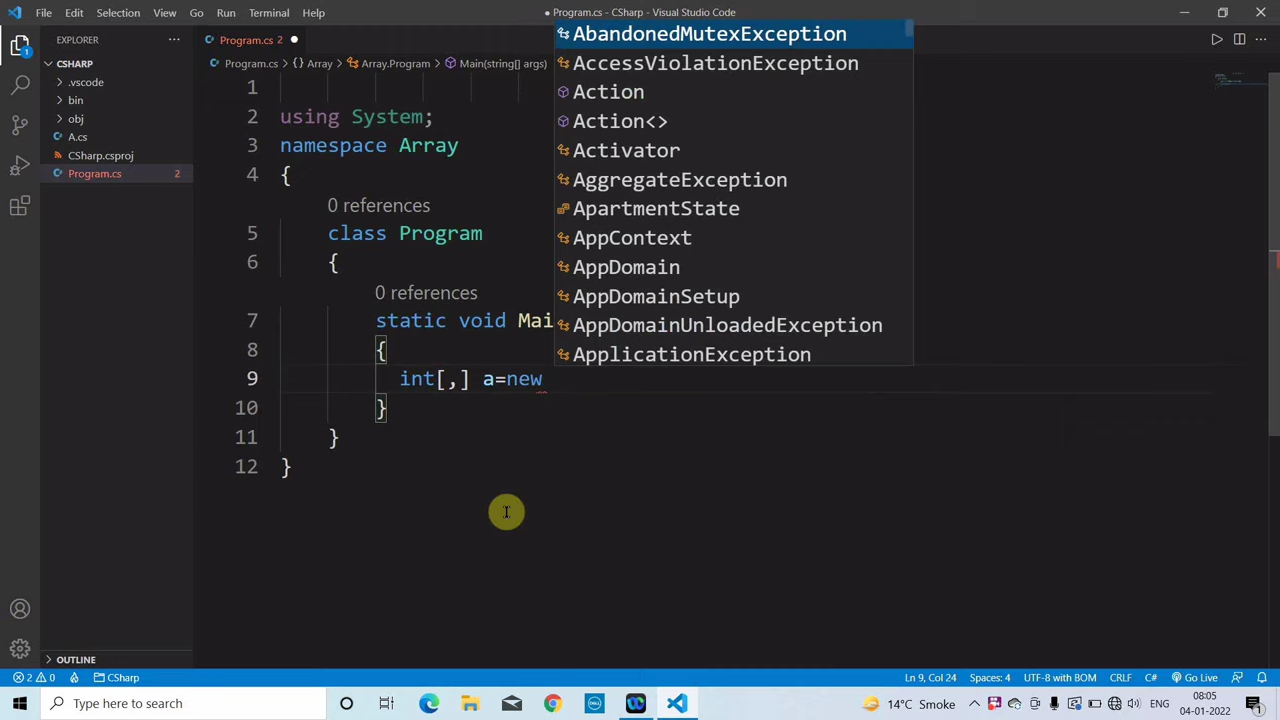 File Edit Selection View Go Run Terminal Help
● Program.cs - CSharp - Visual Studio Code
EXPLORER
CSHARP
.vscode
bin
obj
A.cs
CSharp.csproj
Program.cs 2
OUTLINE
Program.cs 2
Program.cs > {} Array > Array.Program > Main(string[] args)
1
2 using System;
3 namespace Array
4 {
0 references
5 class Program
6 {
0 references
7 static void Mai
8 {
9 int[,] a=new
10 }
11 }
12 }
AbandonedMutexException
AccessViolationException
Action
Action<>
Activator
AggregateException
ApartmentState
AppContext
AppDomain
AppDomainSetup
AppDomainUnloadedException
ApplicationException
2 0 CSharp Ln 9, Col 24 Spaces: 4 UTF-8 with BOM CRLF C# Go Live
Type here to search
14°C Smoke
ENG
08:05
04-01-2022
1